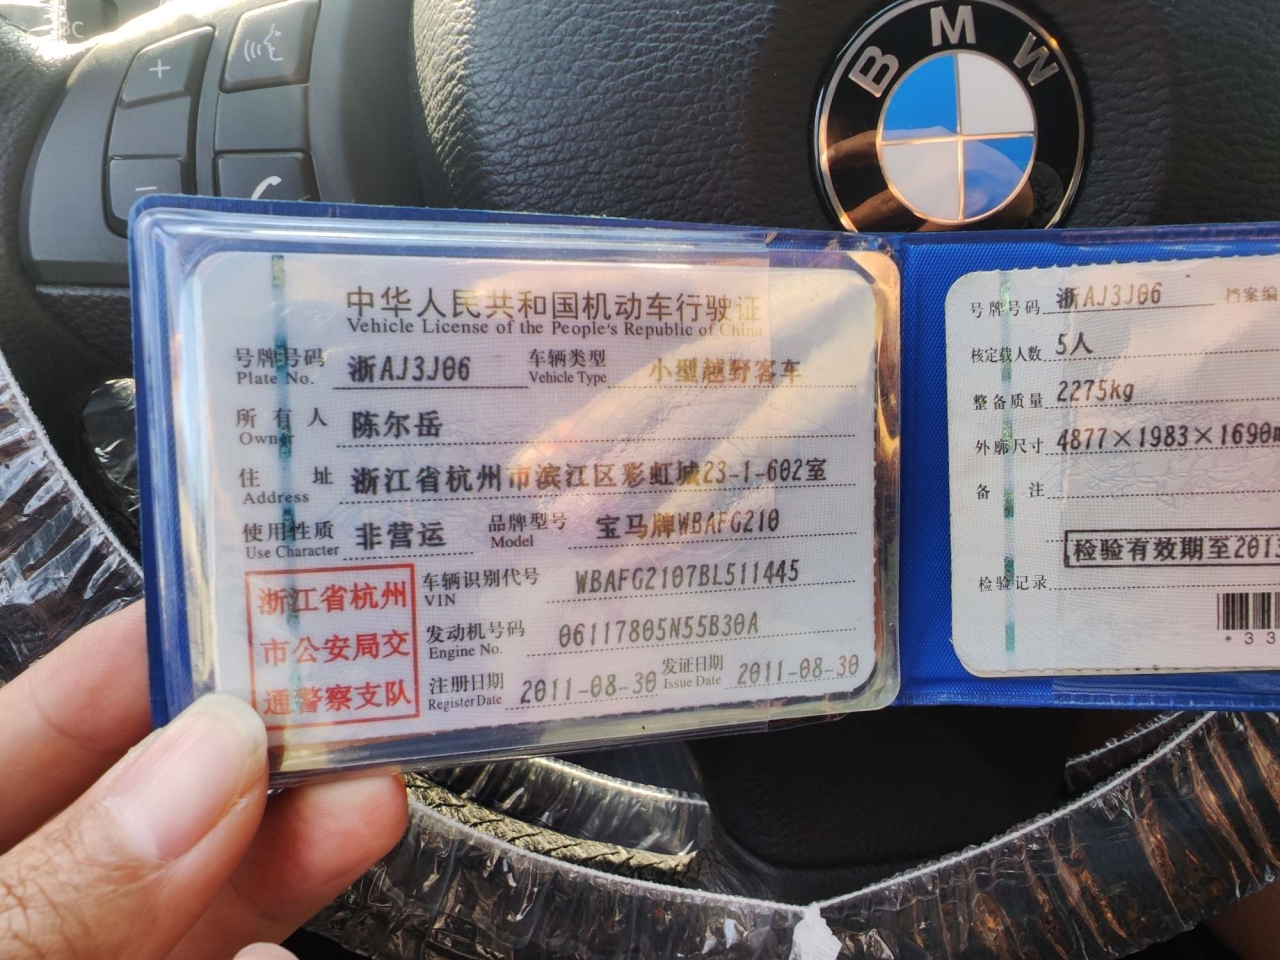 BMW
中华人民共和国机动车行驶证
Vehicle License of the People's Republic of China
号牌号码 浙AJ3J06 车辆类型 小型越野客车
Plate No. Vehicle Type
所有人 陈尔岳
Owner
住址 浙江省杭州市滨江区彩虹城23-1-602室
Address
使用性质 非营运 品牌型号 宝马牌WBAFG210
Use Character Model
浙江省杭州
市公安局交
通警察支队
车辆识别代号 WBAFG2107BL511445
VIN
发动机号码 06117805N55B30A
Engine No.
注册日期 2011-08-30 发证日期 2011-08-30
Register Date Issue Date
号牌号码 浙AJ3J06 档案编
核定载人数 5人
整备质量 2275kg
外廓尺寸 4877×1983×1690m
备注
检验有效期至2013
检验记录
*33